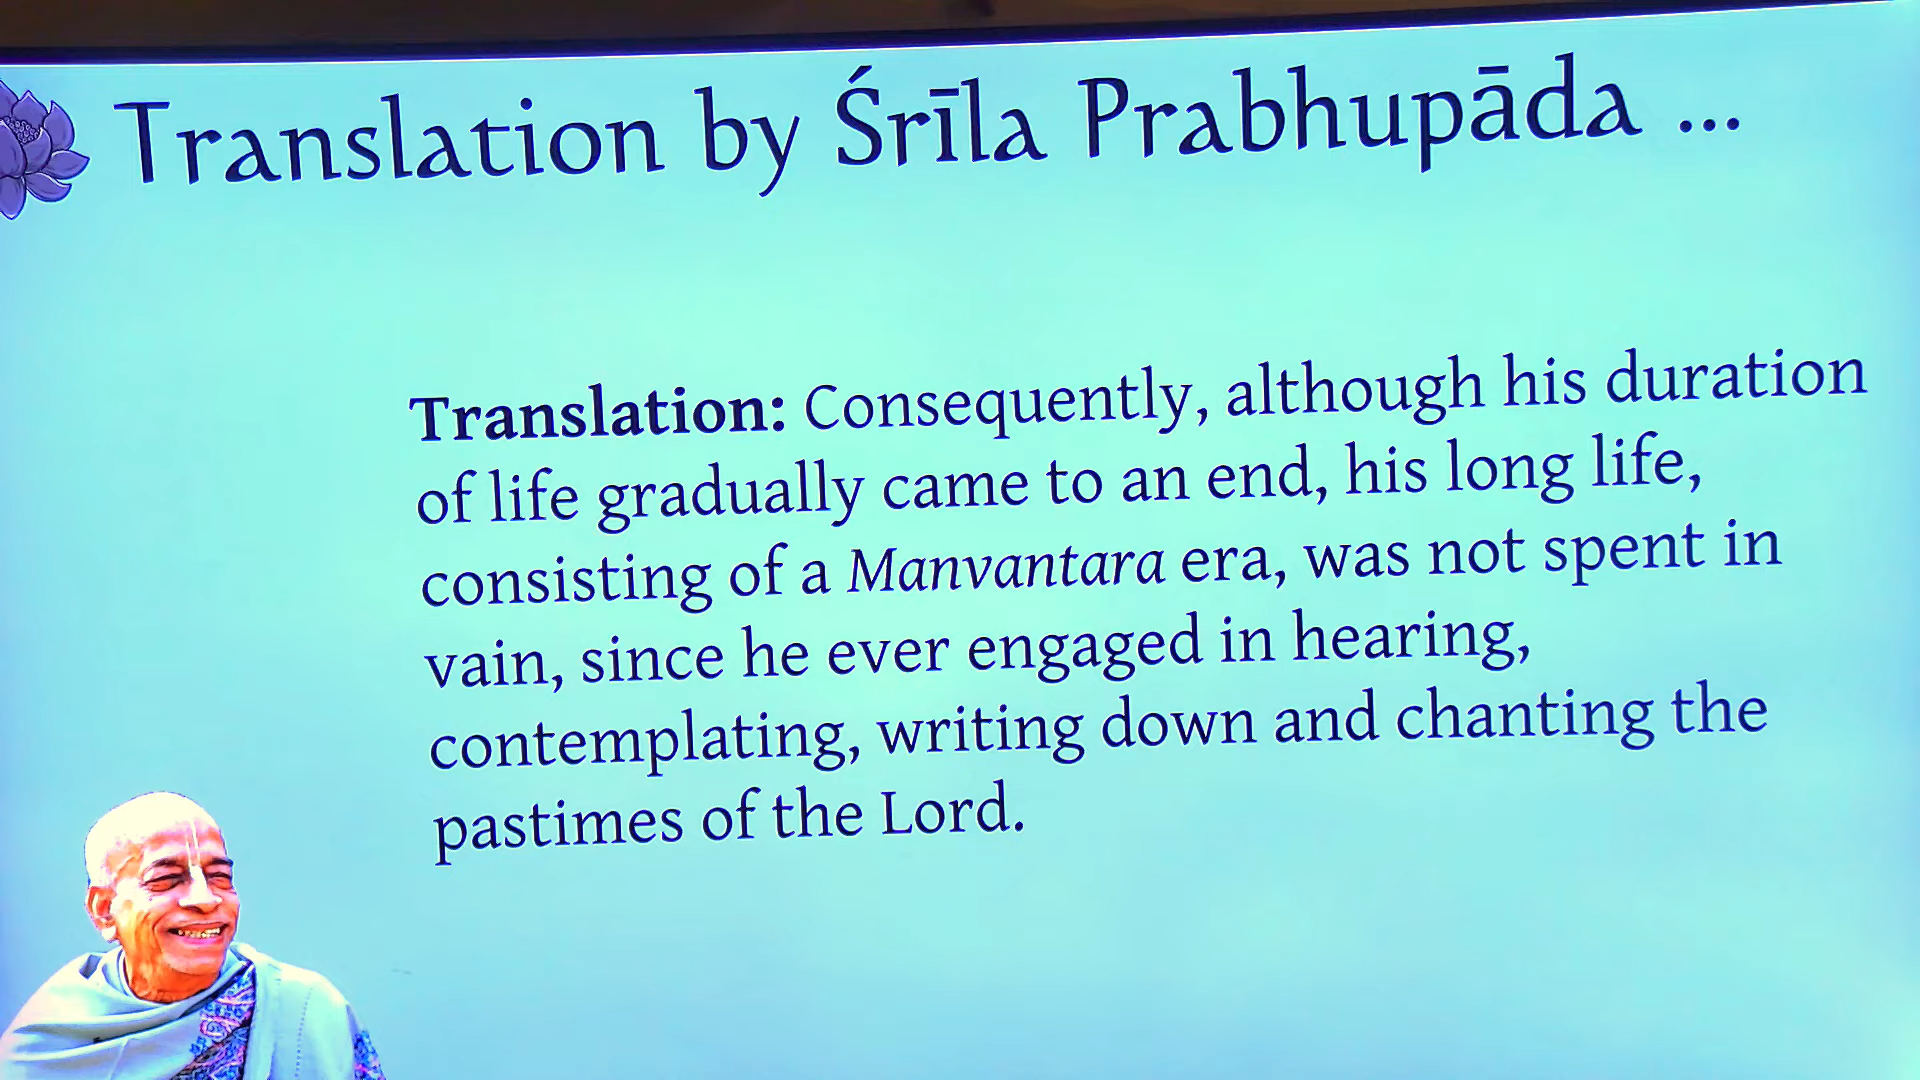 Translation by Śrīla Prabhupāda ...
Translation: Consequently, although his duration
of life gradually came to an end, his long life,
consisting of a Manvantara era, was not spent in
vain, since he ever engaged in hearing,
contemplating, writing down and chanting the
pastimes of the Lord.